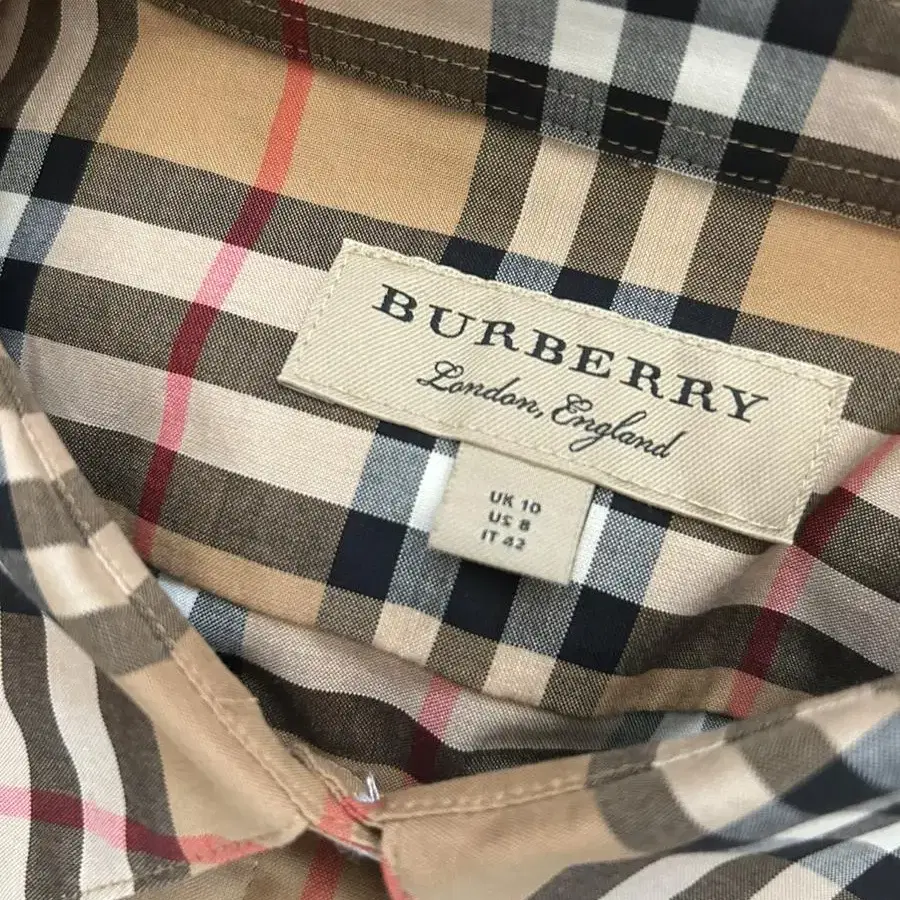 BURBERRY
London, England
UK 10
US 8
IT 42